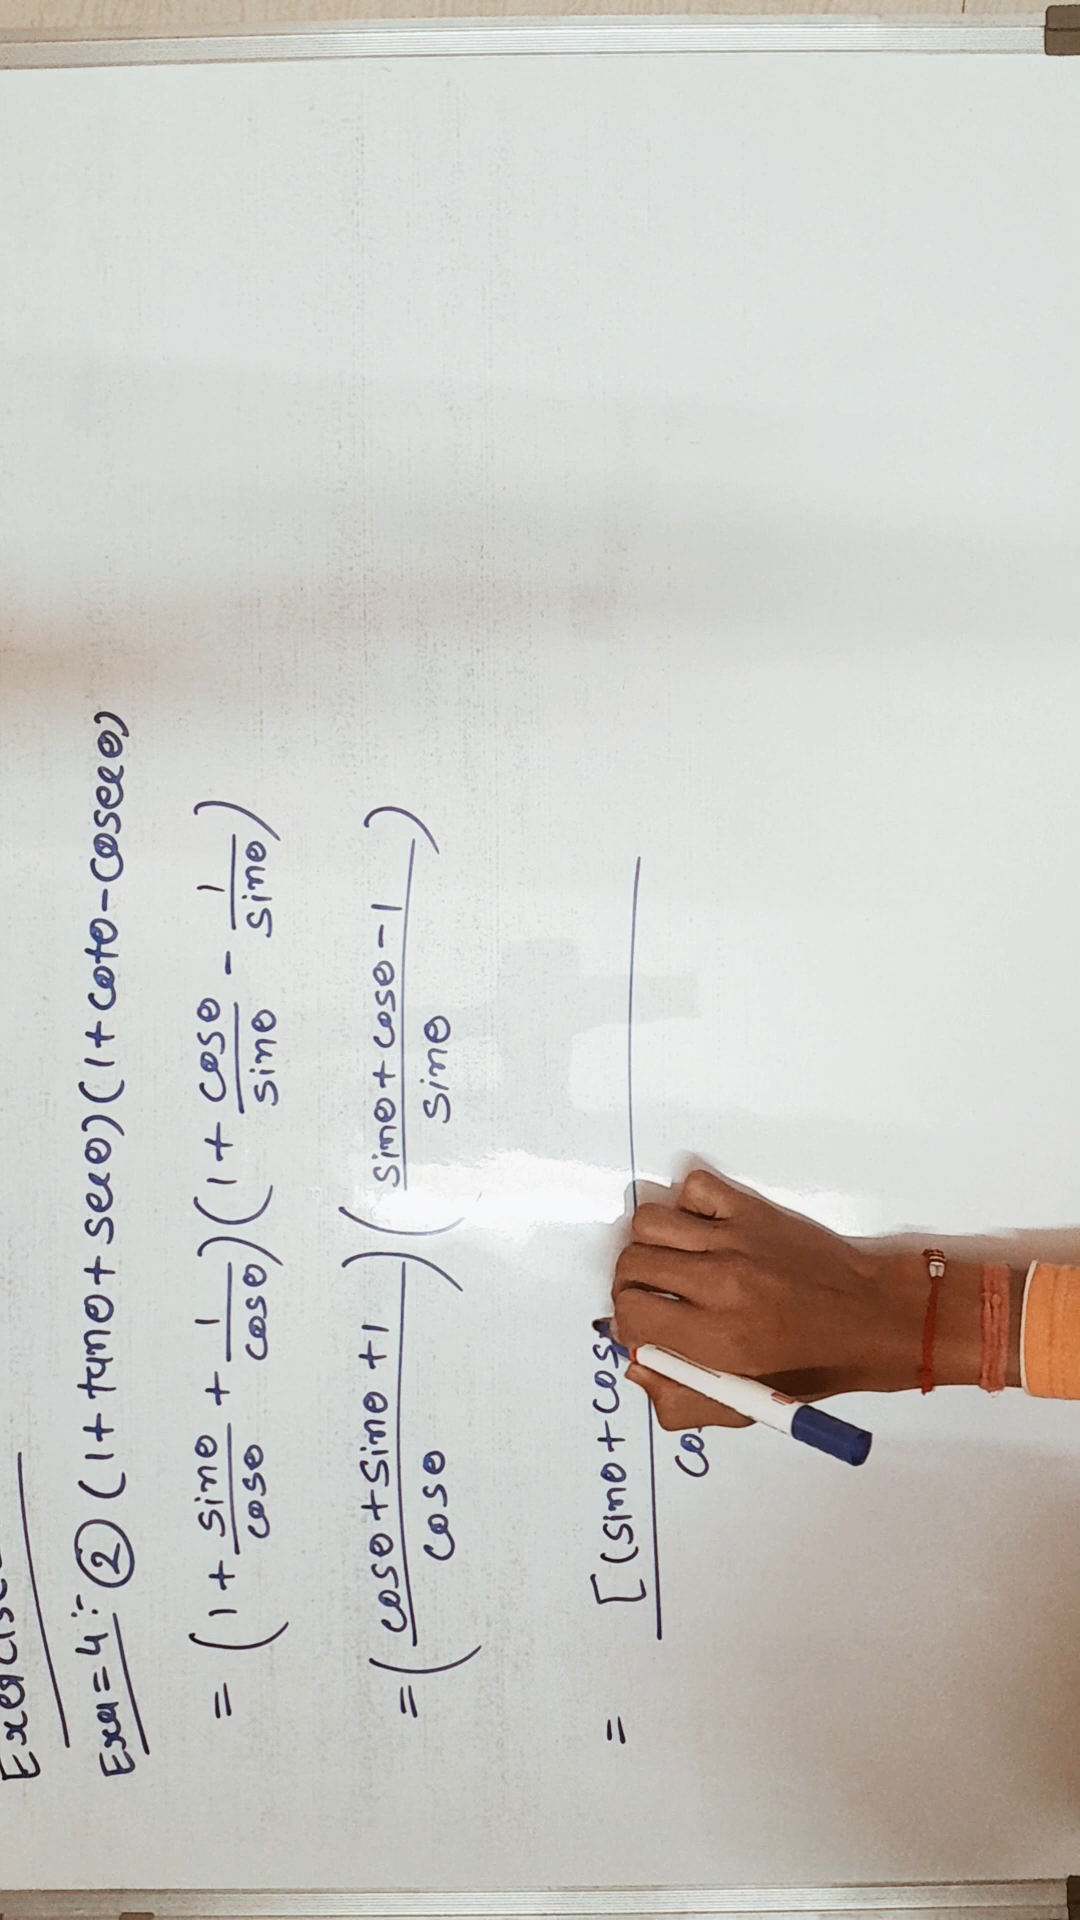 Exercise
Exa=4:- ② (1+tanθ+secθ)(1+cotθ-cosecθ)
= (1+ sinθ/cosθ + 1/cosθ)(1+ cosθ/sinθ - 1/sinθ)
= (cosθ+sinθ+1/cosθ)(sinθ+cosθ-1/sinθ)
= [(sinθ+cos